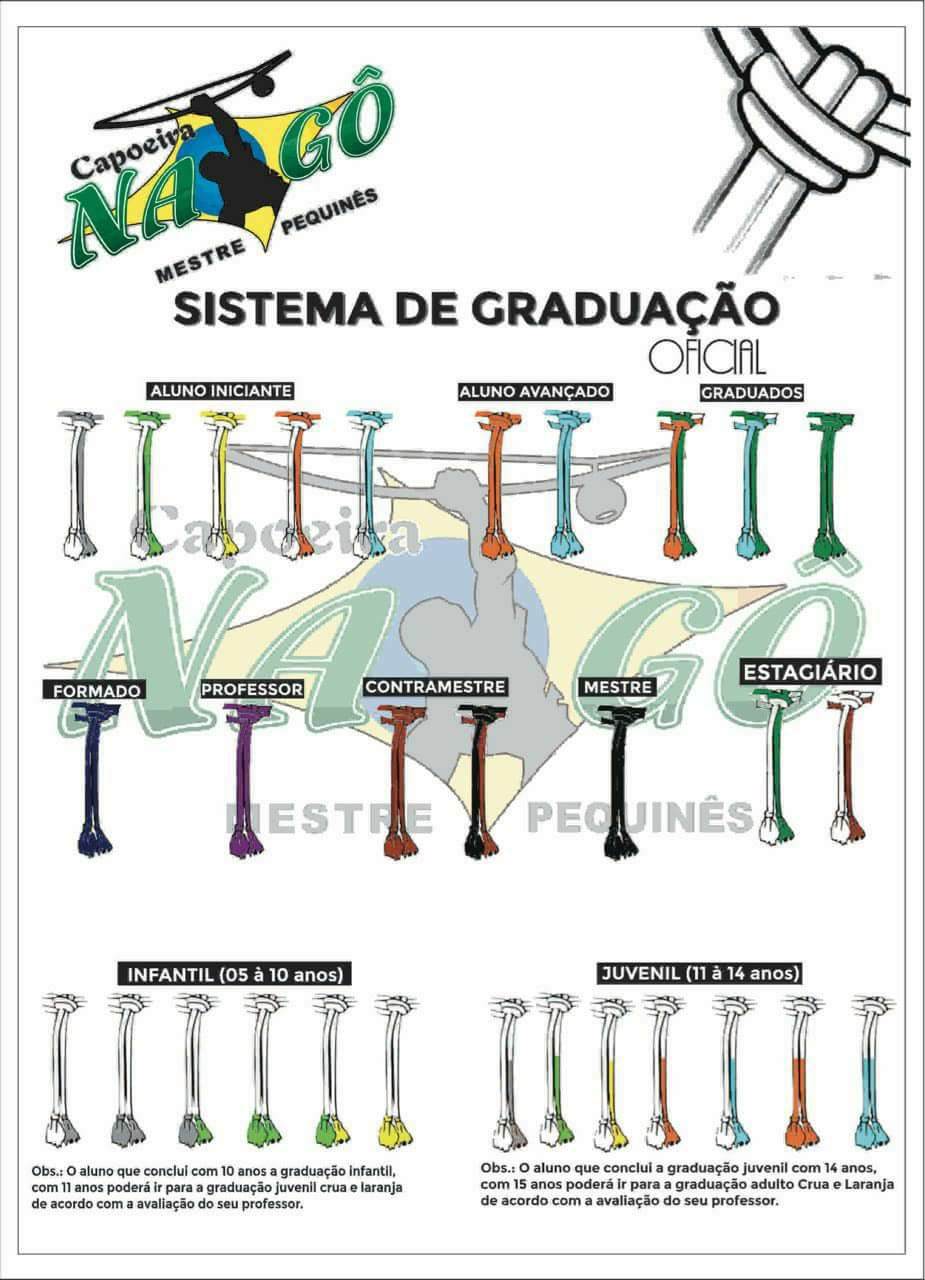 Capoeira
NAGÔ
MESTRE PEQUINÊS
SISTEMA DE GRADUAÇÃO
OFICIAL
ALUNO INICIANTE
ALUNO AVANÇADO
GRADUADOS
Capoeira
NAGÔ
FORMADO
PROFESSOR
CONTRAMESTRE
MESTRE
ESTAGIÁRIO
MESTRE PEQUINÊS
INFANTIL (05 à 10 anos)
JUVENIL (11 à 14 anos)
Obs.: O aluno que conclui com 10 anos a graduação infantil,
com 11 anos poderá ir para a graduação juvenil crua e laranja
de acordo com a avaliação do seu professor.
Obs.: O aluno que conclui a graduação juvenil com 14 anos,
com 15 anos poderá ir para a graduação adulto Crua e Laranja
de acordo com a avaliação do seu professor.